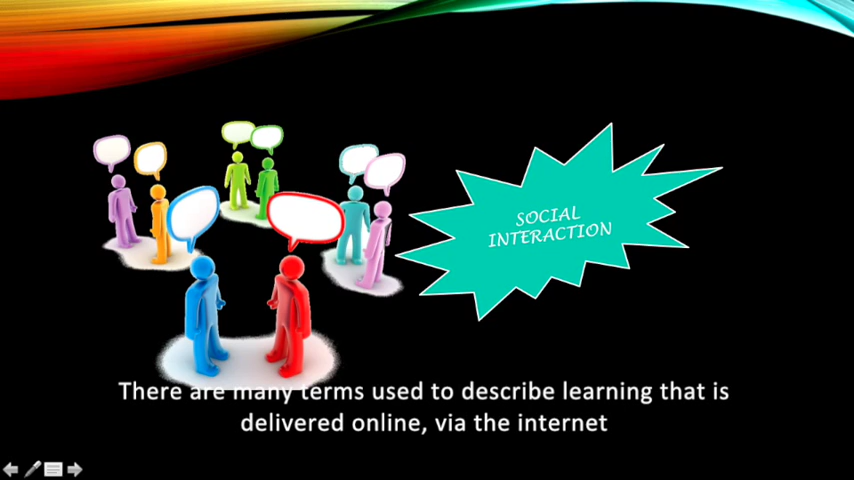 SOCIAL
INTERACTION
There are many terms used to describe learning that is
delivered online, via the internet